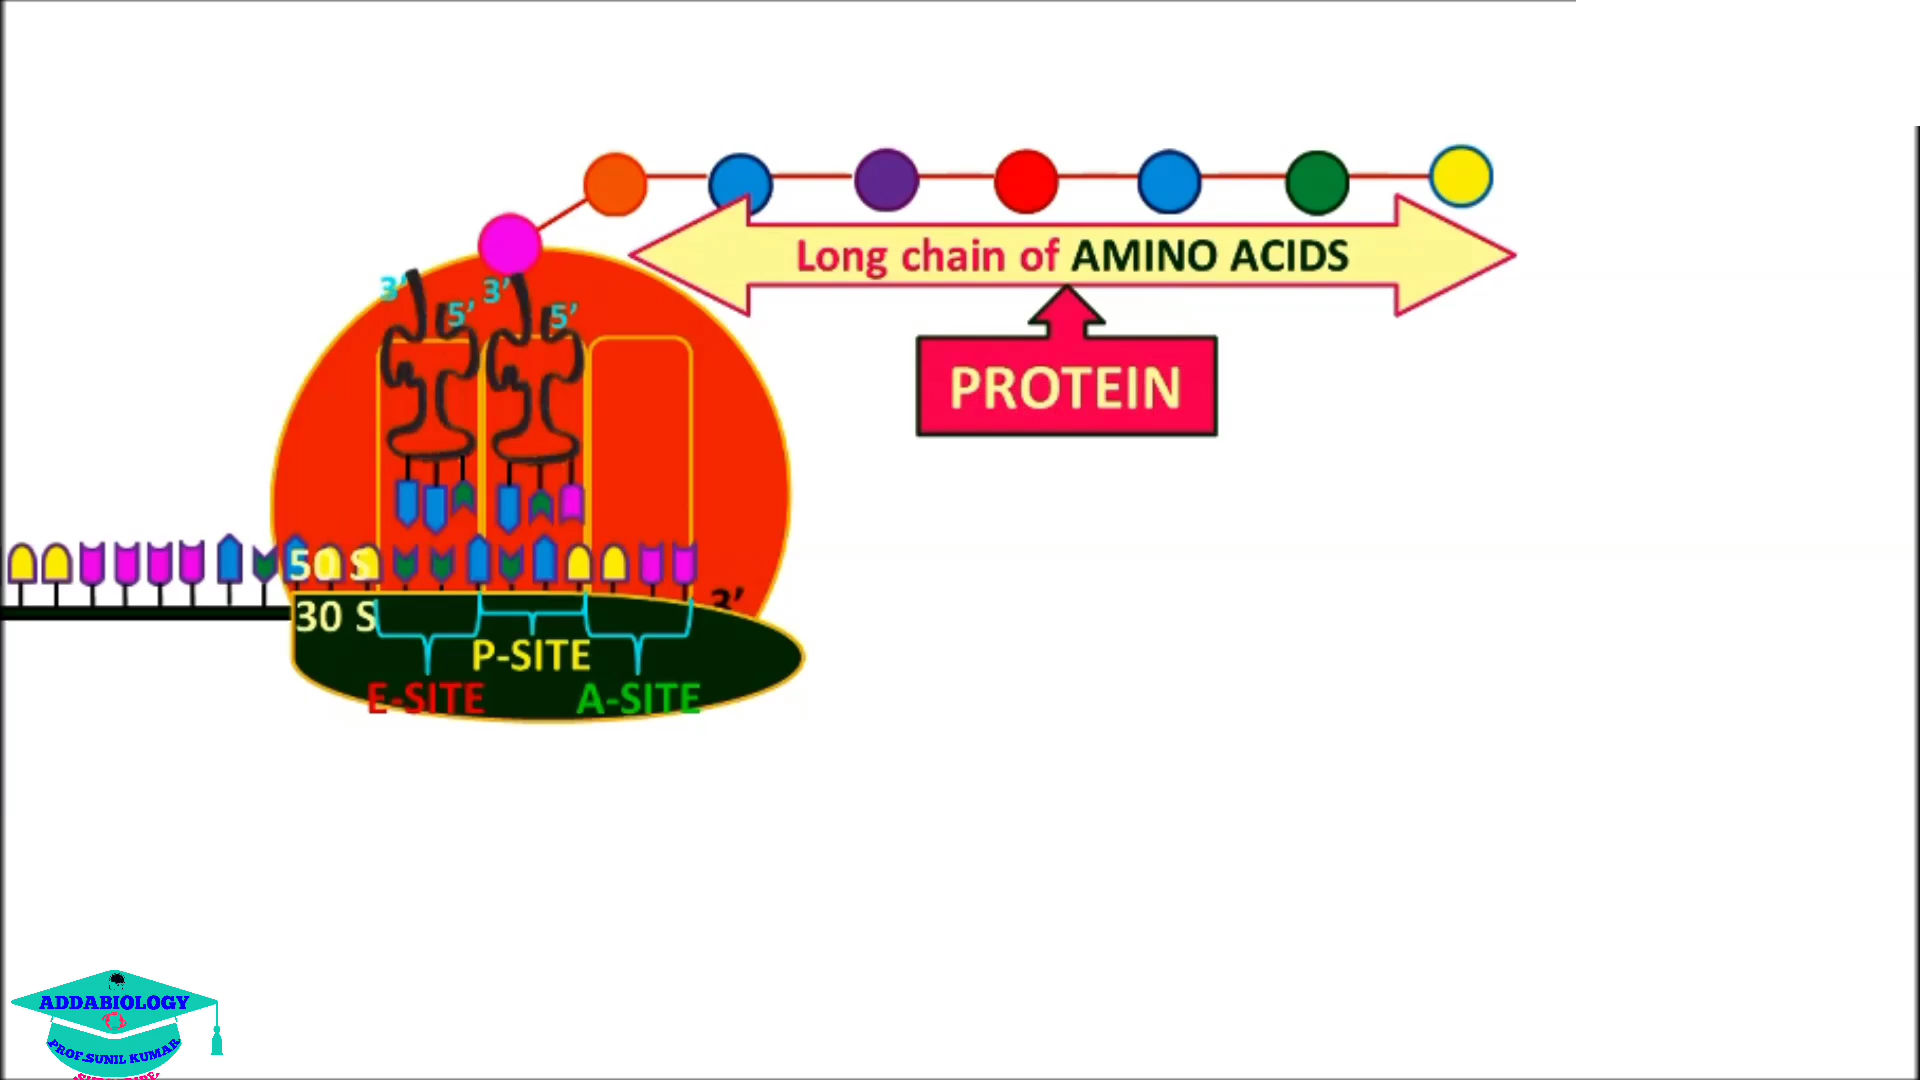 Long chain of AMINO ACIDS
3’
5’
3’
5’
PROTEIN
50 S
30 S
3’
P-SITE
E-SITE
A-SITE
ADDABIOLOGY
PROF.SUNIL KUMAR